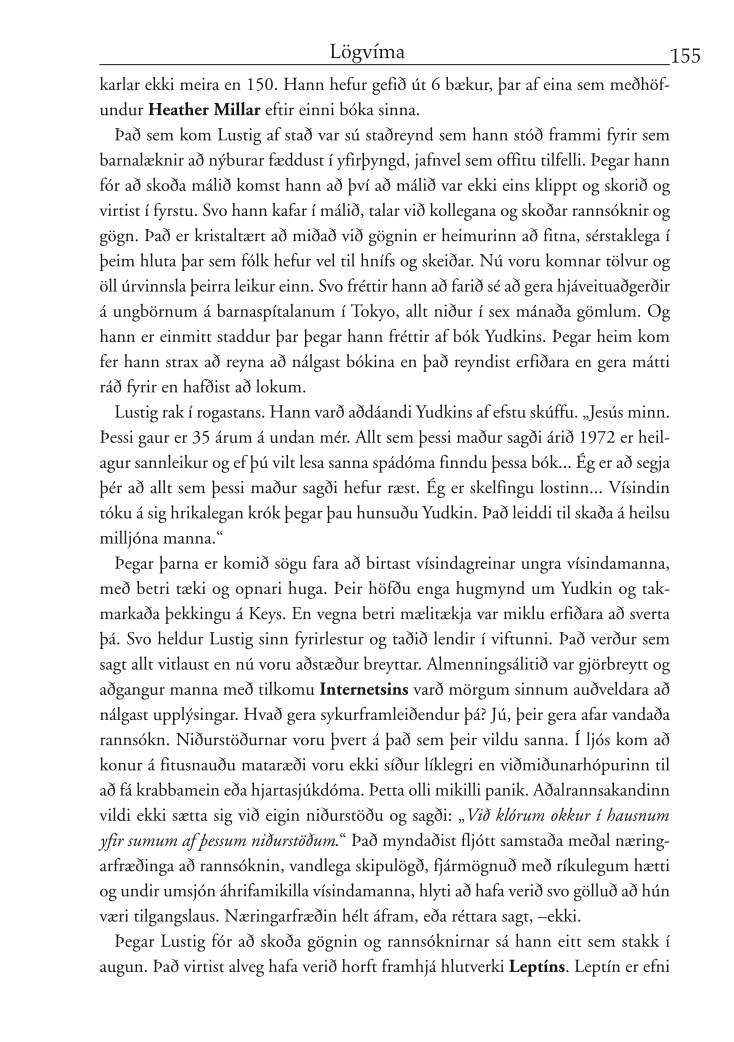 Lögvíma
155
karlar ekki meira en 150. Hann hefur gefið út 6 bækur, þar af eina sem meðhöf-
undur Heather Millar eftir einni bóka sinna.
Það sem kom Lustig af stað var sú staðreynd sem hann stóð frammi fyrir sem
barnalæknir að nýburar fæddust í yfirþyngd, jafnvel sem offitu tilfelli. Þegar hann
fór að skoða málið komst hann að því að málið var ekki eins klippt og skorið og
virtist í fyrstu. Svo hann kafar í málið, talar við kollegana og skoðar rannsóknir og
gögn. Það er kristaltært að miðað við gögnin er heimurinn að fitna, sérstaklega í
þeim hluta þar sem fólk hefur vel til hnífs og skeiðar. Nú voru komnar tölvur og
öll úrvinnsla þeirra leikur einn. Svo fréttir hann að farið sé að gera hjáveituaðgerðir
á ungbörnum á barnaspítalanum í Tokyo, allt niður í sex mánaða gömlum. Og
hann er einmitt staddur þar þegar hann fréttir af bók Yudkins. Þegar heim kom
fer hann strax að reyna að nálgast bókina en það reyndist erfiðara en gera mátti
ráð fyrir en hafðist að lokum.
Lustig rak í rogastans. Hann varð aðdáandi Yudkins af efstu skúffu. „Jesús minn.
Þessi gaur er 35 árum á undan mér. Allt sem þessi maður sagði árið 1972 er heil-
agur sannleikur og ef þú vilt lesa sanna spádóma finndu þessa bók... Ég er að segja
þér að allt sem þessi maður sagði hefur ræst. Ég er skelfingu lostinn... Vísindin
tóku á sig hrikalegan krók þegar þau hunsuðu Yudkin. Það leiddi til skaða á heilsu
milljóna manna.“
Þegar þarna er komið sögu fara að birtast vísindagreinar ungra vísindamanna,
með betri tæki og opnari huga. Þeir höfðu enga hugmynd um Yudkin og tak-
markaða þekkingu á Keys. En vegna betri mælitækja var miklu erfiðara að sverta
þá. Svo heldur Lustig sinn fyrirlestur og taðið lendir í viftunni. Það verður sem
sagt allt vitlaust en nú voru aðstæður breyttar. Almenningsálitið var gjörbreytt og
aðgangur manna með tilkomu Internetsins varð mörgum sinnum auðveldara að
nálgast upplýsingar. Hvað gera sykurframleiðendur þá? Jú, þeir gera afar vandaða
rannsókn. Niðurstöðurnar voru þvert á það sem þeir vildu sanna. Í ljós kom að
konur á fitusnauðu mataræði voru ekki síður líklegri en viðmiðunarhópurinn til
að fá krabbamein eða hjartasjúkdóma. Þetta olli mikilli panik. Aðalrannsakandinn
vildi ekki sætta sig við eigin niðurstöðu og sagði: „Við klórum okkur í hausnum
yfir sumum af þessum niðurstöðum.“ Það myndaðist fljótt samstaða meðal næring-
arfræðinga að rannsóknin, vandlega skipulögð, fjármögnuð með ríkulegum hætti
og undir umsjón áhrifamikilla vísindamanna, hlyti að hafa verið svo gölluð að hún
væri tilgangslaus. Næringarfræðin hélt áfram, eða réttara sagt, –ekki.
Þegar Lustig fór að skoða gögnin og rannsóknirnar sá hann eitt sem stakk í
augun. Það virtist alveg hafa verið horft framhjá hlutverki Leptíns. Leptín er efni